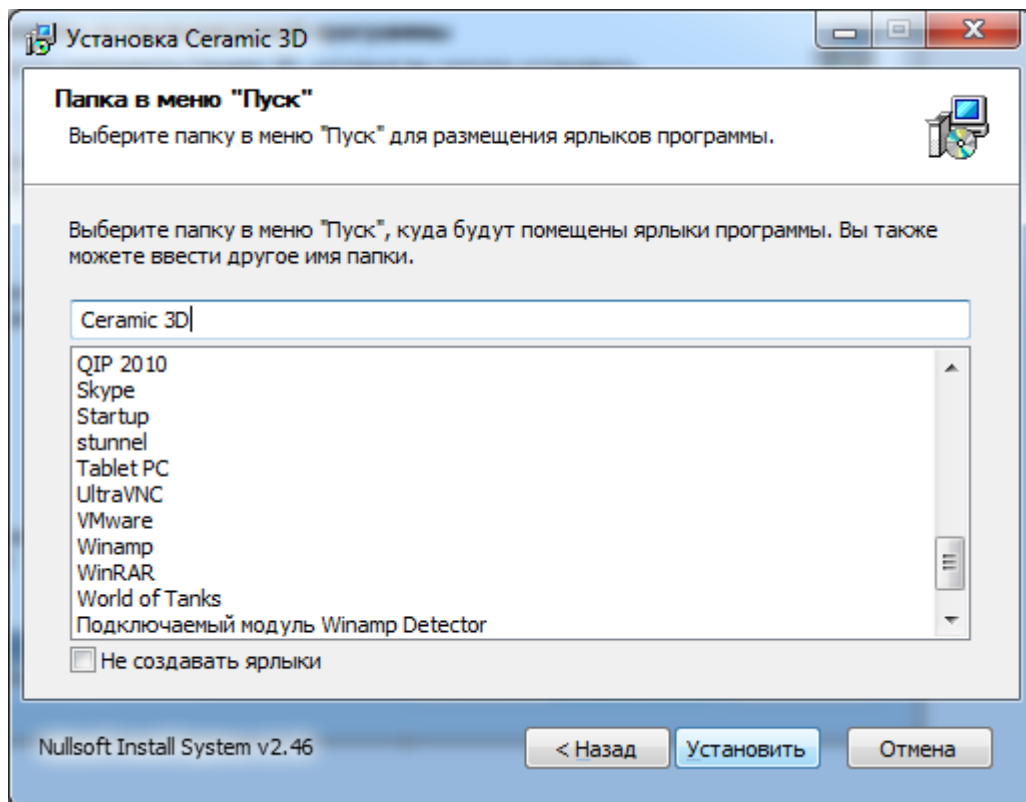 Установка Ceramic 3D
Папка в меню "Пуск"
Выберите папку в меню "Пуск" для размещения ярлыков программы.
Выберите папку в меню "Пуск", куда будут помещены ярлыки программы. Вы также
можете ввести другое имя папки.
Ceramic 3D
QIP 2010
Skype
Startup
stunnel
Tablet PC
UltraVNC
VMware
Winamp
WinRAR
World of Tanks
Подключаемый модуль Winamp Detector
Не создавать ярлыки
Nullsoft Install System v2.46
< Назад Установить Отмена